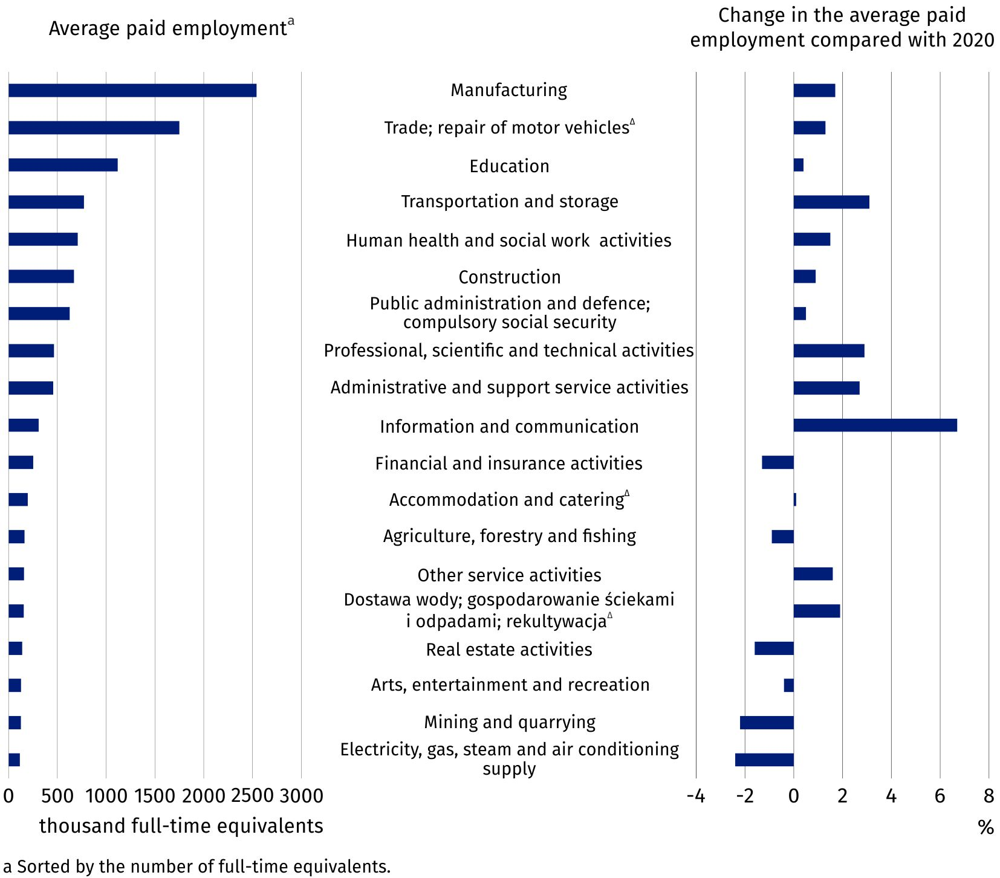 Average paid employmentᵃ
Change in the average paid
employment compared with 2020
Manufacturing
Trade; repair of motor vehiclesΔ
Education
Transportation and storage
Human health and social work  activities
Construction
Public administration and defence;
compulsory social security
Professional, scientific and technical activities
Administrative and support service activities
Information and communication
Financial and insurance activities
Accommodation and cateringΔ
Agriculture, forestry and fishing
Other service activities
Dostawa wody; gospodarowanie ściekami
i odpadami; rekultywacjaΔ
Real estate activities
Arts, entertainment and recreation
Mining and quarrying
Electricity, gas, steam and air conditioning
supply
0 500 1000 1500 2000 2500 3000
-4 -2 0 2 4 6 8
thousand full-time equivalents
%
a Sorted by the number of full-time equivalents.